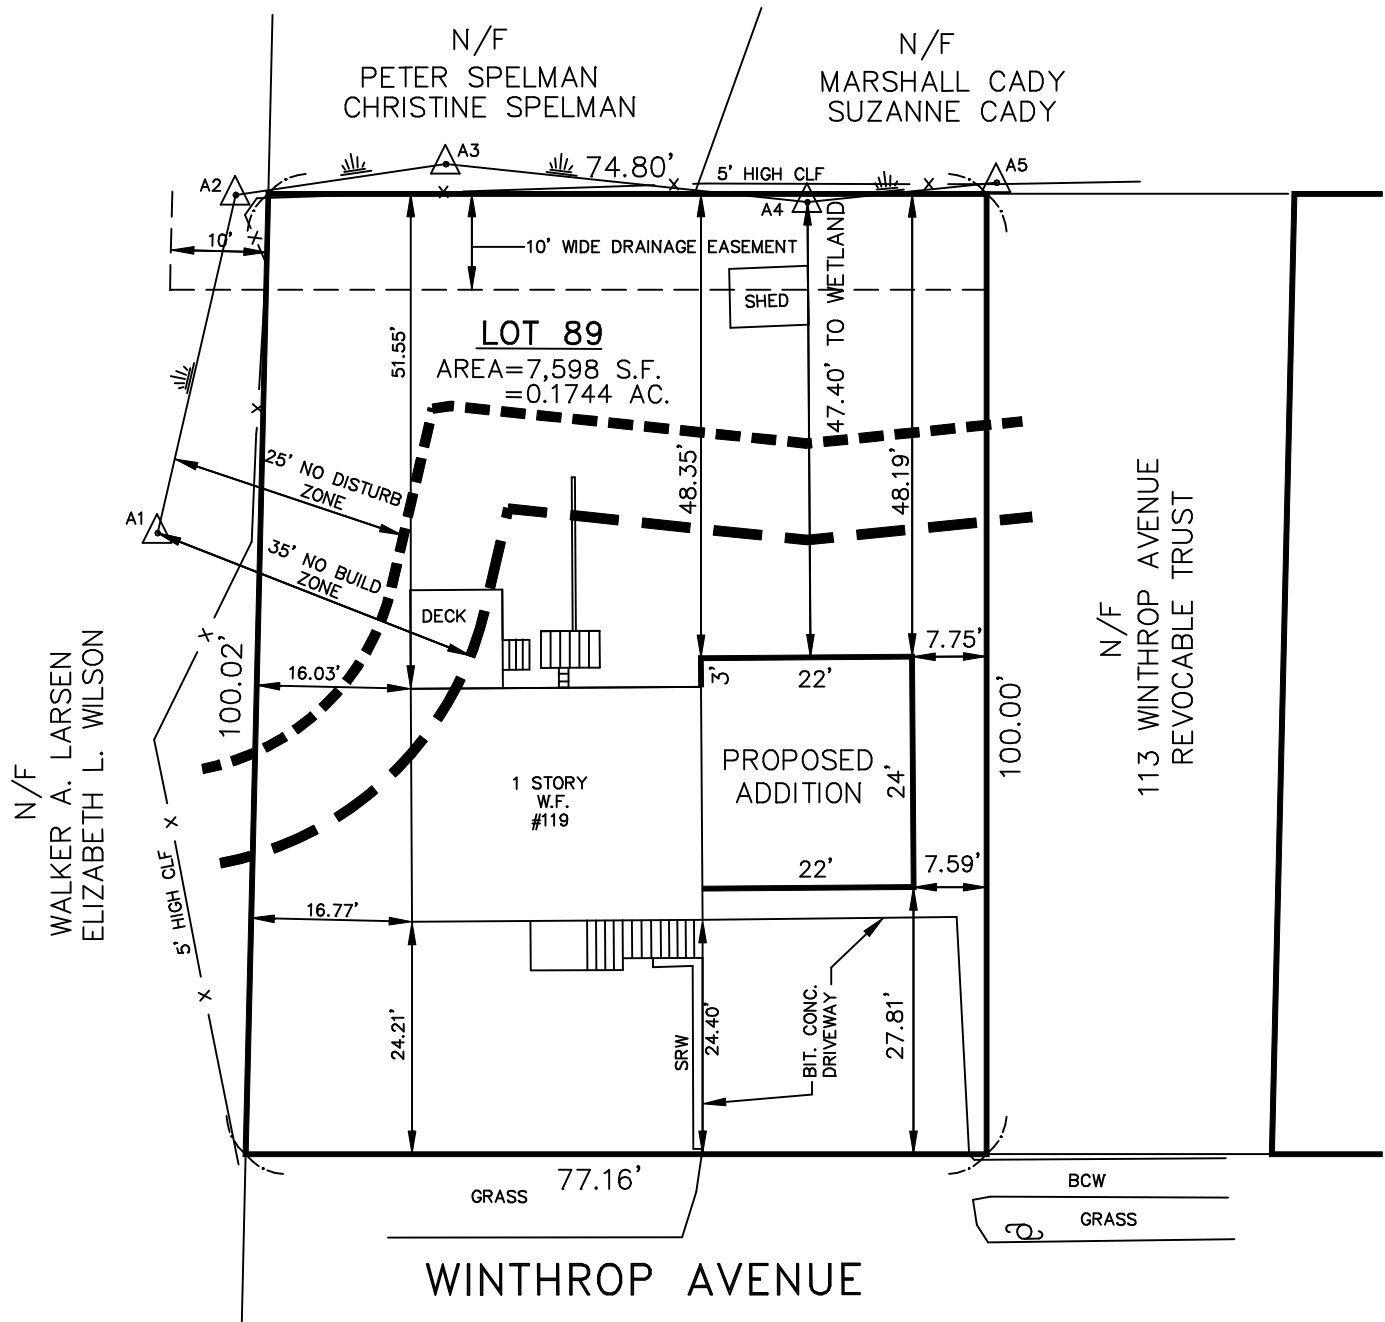 N/F
PETER SPELMAN
CHRISTINE SPELMAN
N/F
MARSHALL CADY
SUZANNE CADY
A3
A2
74.80'
5' HIGH CLF
A5
A4
X
X
X
X
10'
10' WIDE DRAINAGE EASEMENT
SHED
47.40' TO WETLAND
LOT 89
AREA=7,598 S.F.
=0.1744 AC.
51.55'
X
48.35'
48.19'
25' NO DISTURB
ZONE
A1
35' NO BUILD
ZONE
DECK
X
7.75'
16.03'
3'
22'
100.02'
100.00'
N/F
113 WINTHROP AVENUE
REVOCABLE TRUST
N/F
WALKER A. LARSEN
ELIZABETH L. WILSON
PROPOSED
ADDITION
24'
1 STORY
W.F.
#119
X
22'
7.59'
5' HIGH CLF
16.77'
X
24.21'
SRW
24.40'
BIT. CONC.
DRIVEWAY
27.81'
GRASS
77.16'
BCW
GRASS
WINTHROP AVENUE